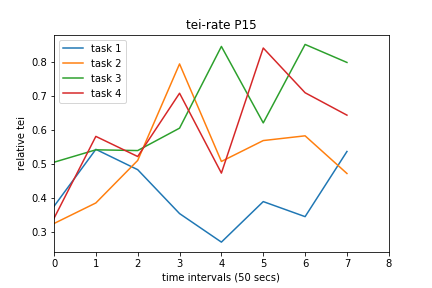 tei-rate P15
task 1
task 2
task 3
task 4
relative tei
0.8
0.7
0.6
0.5
0.4
0.3
0 1 2 3 4 5 6 7 8
time intervals (50 secs)